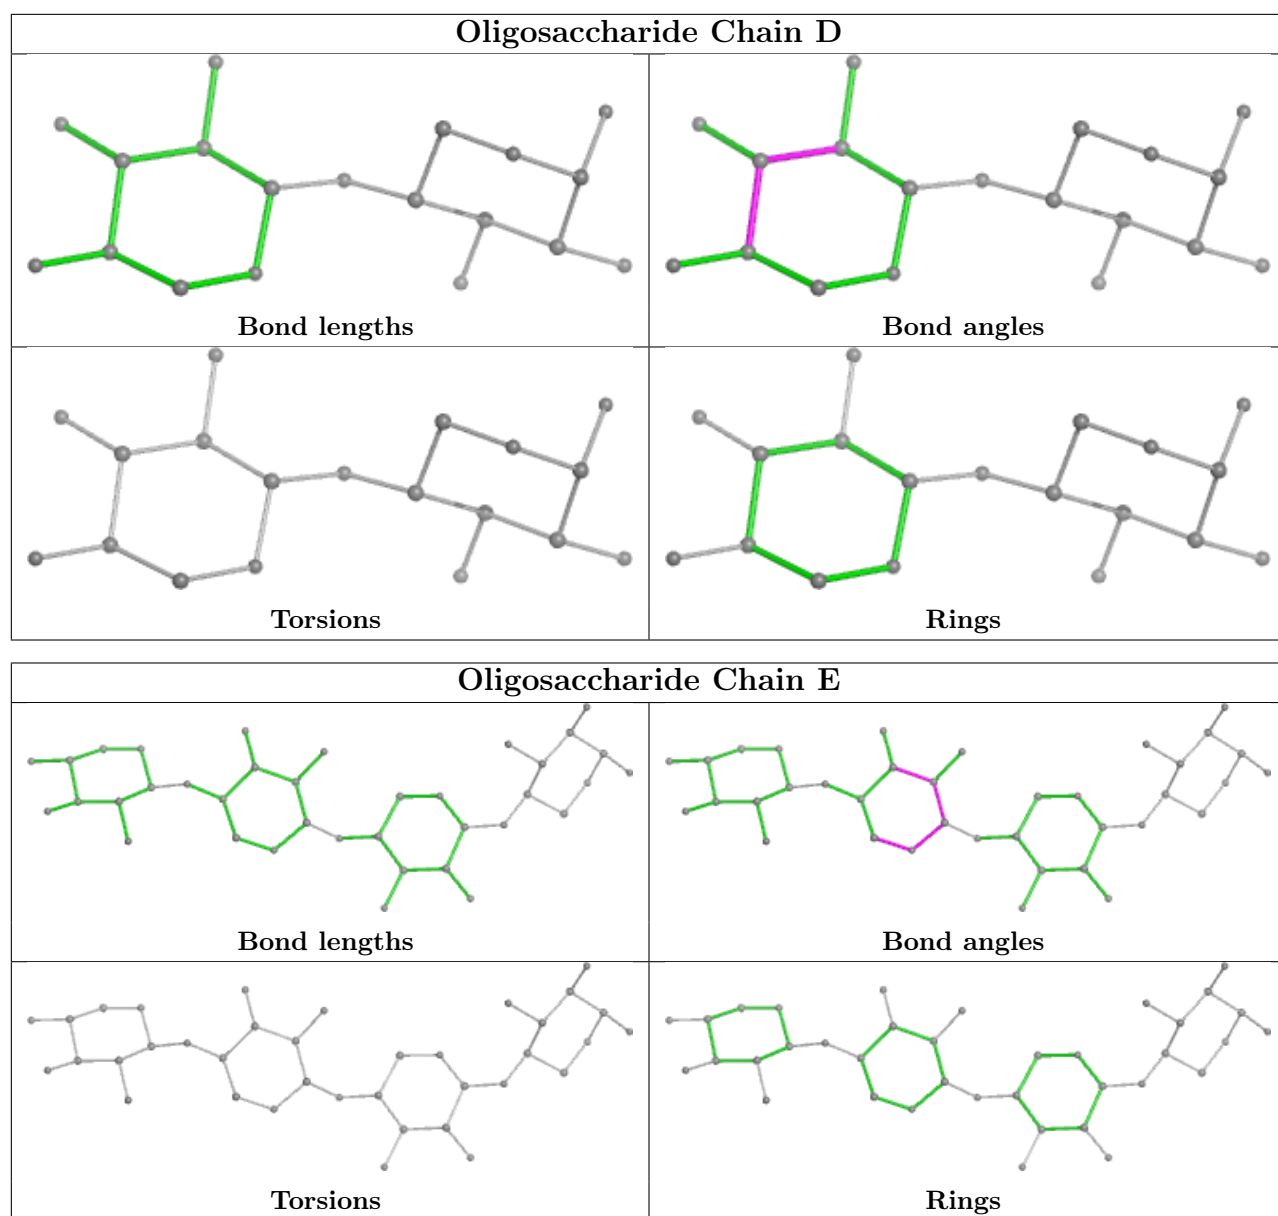 Oligosaccharide Chain D
Bond lengths
Bond angles
Torsions
Rings
Oligosaccharide Chain E
Bond lengths
Bond angles
Torsions
Rings